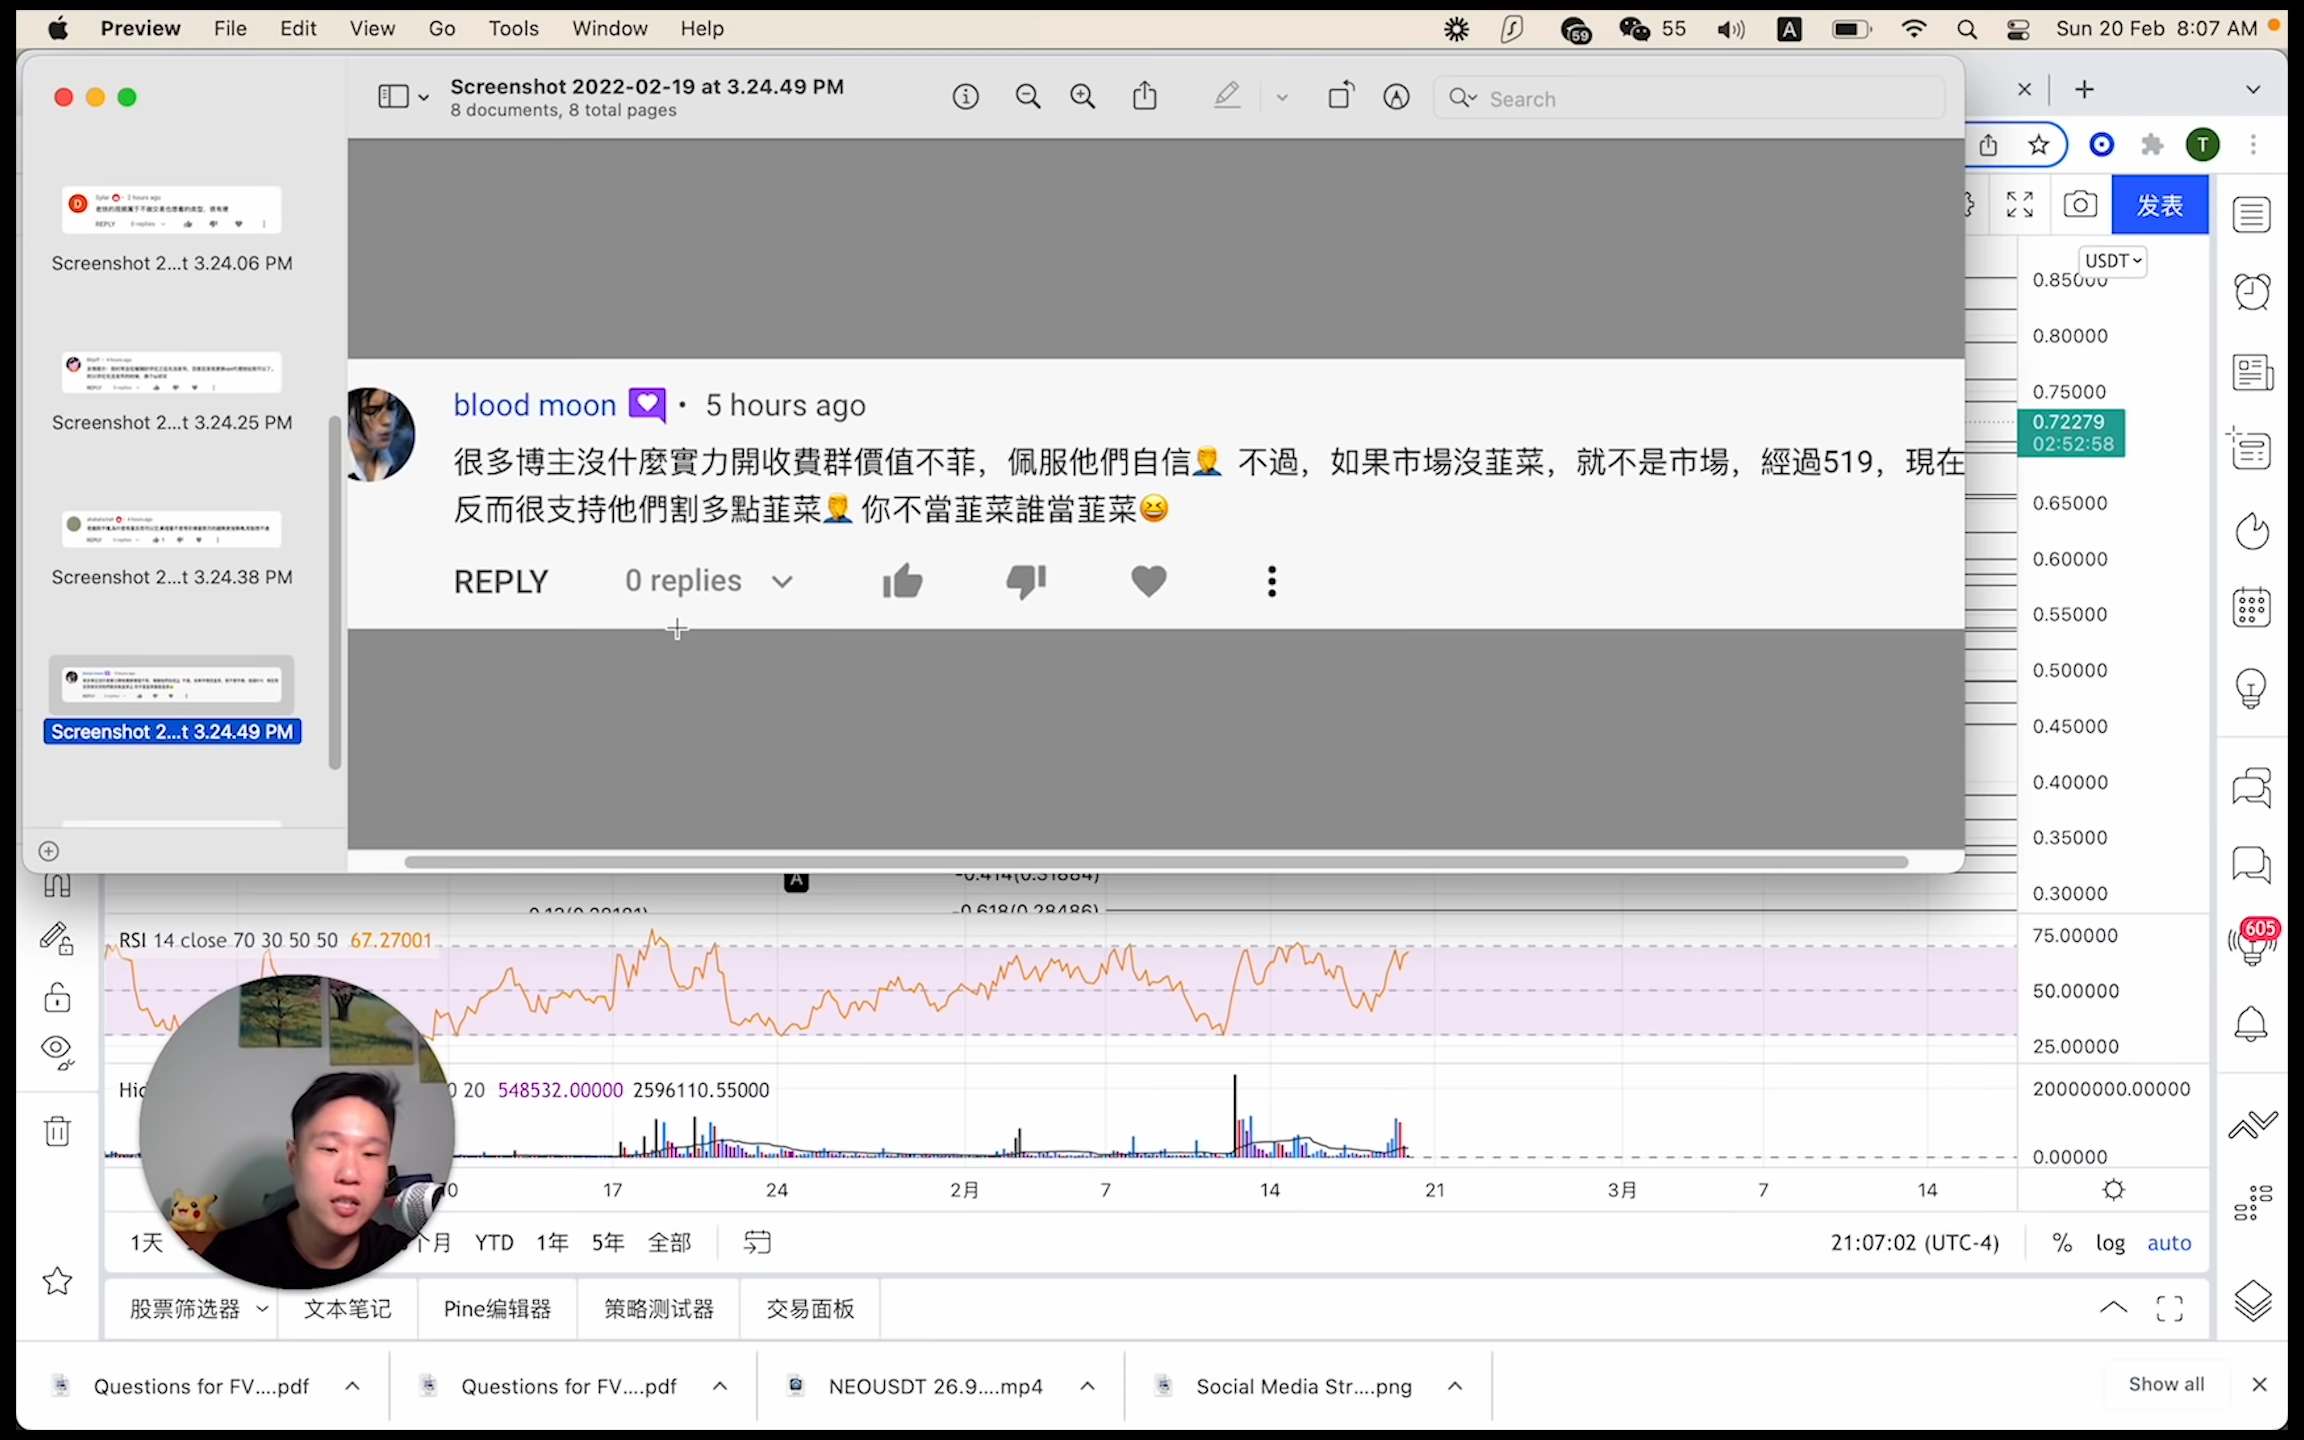 Preview File Edit View Go Tools Window Help
59 55 A Sun 20 Feb 8:07 AM
Screenshot 2022-02-19 at 3.24.49 PM
8 documents, 8 total pages
Search
T
发表
Screenshot 2...t 3.24.06 PM
Screenshot 2...t 3.24.25 PM
Screenshot 2...t 3.24.38 PM
Screenshot 2...t 3.24.49 PM
blood moon • 5 hours ago
很多博主沒什麼實力開收費群價值不菲，佩服他們自信🤦‍♂️ 不過，如果市場沒韮菜，就不是市場，經過519，現在
反而很支持他們割多點韮菜🤦‍♂️ 你不當韮菜誰當韮菜😆
REPLY 0 replies
USDT
0.85000
0.80000
0.75000
0.72279
02:52:58
0.65000
0.60000
0.55000
0.50000
0.45000
0.40000
0.35000
0.30000
A
-0.414(0.31884)
-0.618(0.28486)
605
RSI 14 close 70 30 50 50 67.27001
75.00000
50.00000
25.00000
20 548532.00000 2596110.55000
20000000.00000
0.00000
17 24 2月 7 14 21 3月 7 14
1天 个月 YTD 1年 5年 全部
21:07:02 (UTC-4) % log auto
股票筛选器 文本笔记 Pine编辑器 策略测试器 交易面板
Questions for FV....pdf Questions for FV....pdf NEOUSDT 26.9....mp4 Social Media Str....png Show all